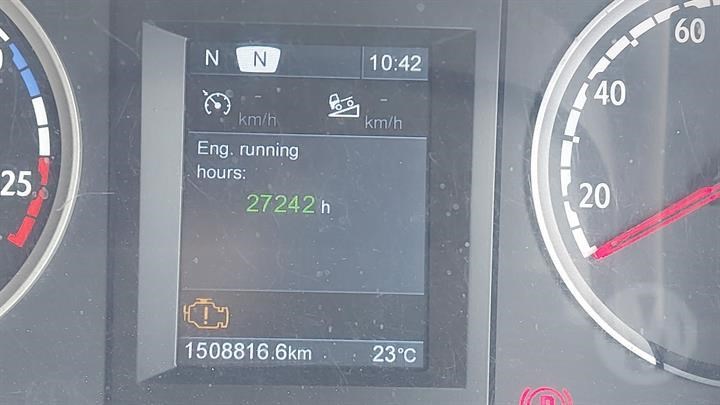 N N 10:42
- -
km/h km/h
Eng. running
hours:
27242 h
1508816.6km 23°C
25
20
40
60